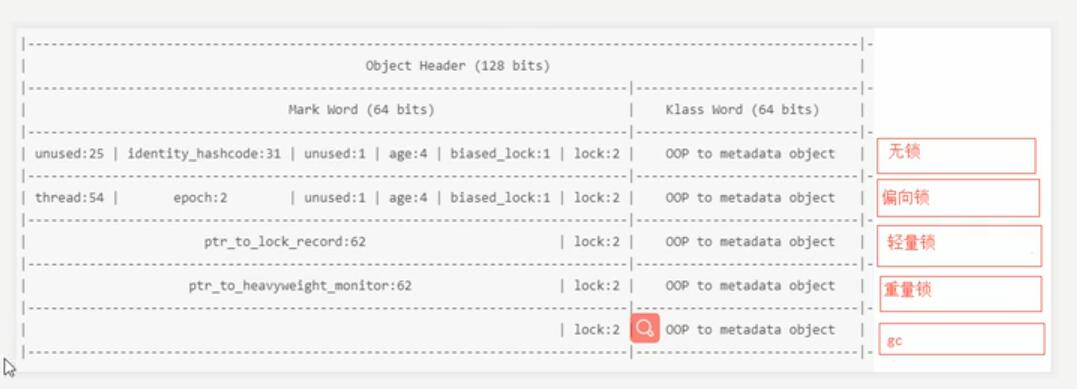 Object Header (128 bits)
Mark Word (64 bits) | Klass Word (64 bits)
unused:25 | identity_hashcode:31 | unused:1 | age:4 | biased_lock:1 | lock:2 | OOP to metadata object | 无锁
thread:54 | epoch:2 | unused:1 | age:4 | biased_lock:1 | lock:2 | OOP to metadata object | 偏向锁
ptr_to_lock_record:62 | lock:2 | OOP to metadata object | 轻量锁
ptr_to_heavyweight_monitor:62 | lock:2 | OOP to metadata object | 重量锁
| lock:2 | OOP to metadata object | gc